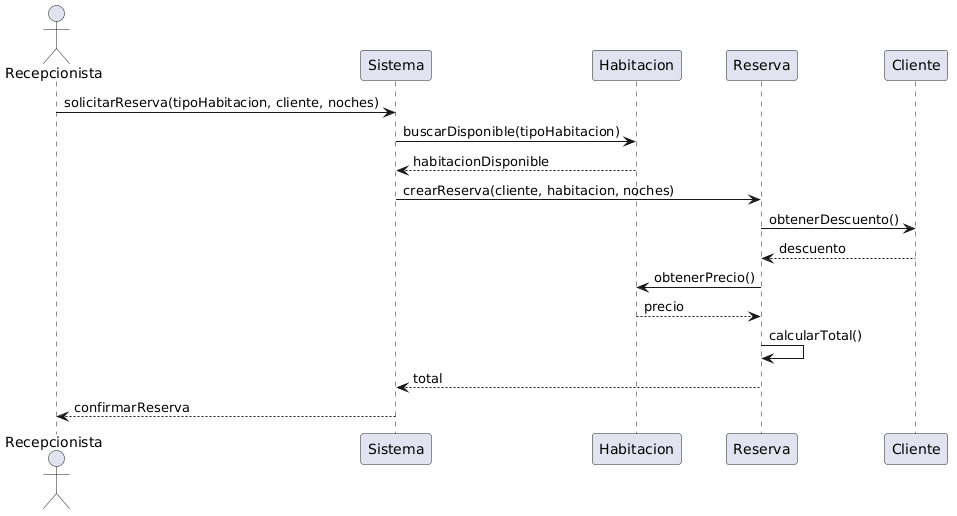 Recepcionista
Sistema
Habitacion
Reserva
Cliente
solicitarReserva(tipoHabitacion, cliente, noches)
buscarDisponible(tipoHabitacion)
habitacionDisponible
crearReserva(cliente, habitacion, noches)
obtenerDescuento()
descuento
obtenerPrecio()
precio
calcularTotal()
total
confirmarReserva
Recepcionista
Sistema
Habitacion
Reserva
Cliente